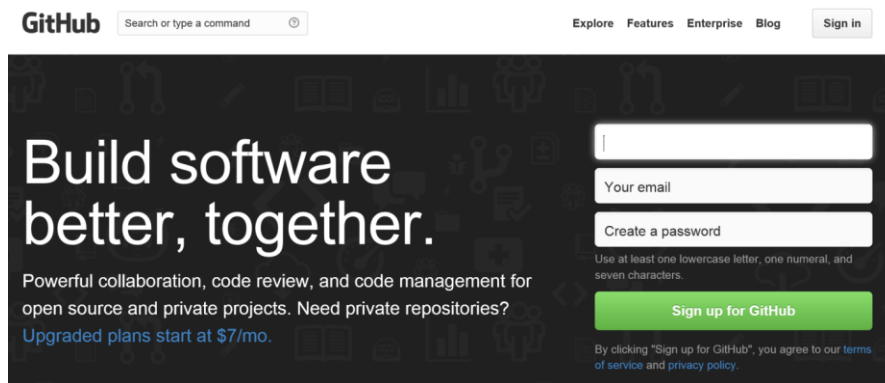 GitHub
Search or type a command
Explore Features Enterprise Blog Sign in
Build software
better, together.
Powerful collaboration, code review, and code management for
open source and private projects. Need private repositories?
Upgraded plans start at $7/mo.
Your email
Create a password
Use at least one lowercase letter, one numeral, and
seven characters.
Sign up for GitHub
By clicking "Sign up for GitHub", you agree to our terms
of service and privacy policy.